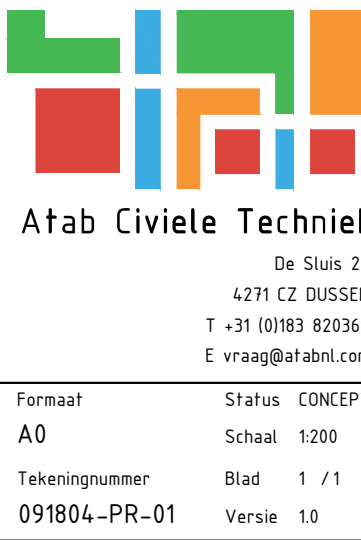 Atab Civiele Techniek
De Sluis 2
4271 CZ DUSSE
T +31 (0)183 82036
E vraag@atabnl.co
Formaat Status CONCEP
A0 Schaal 1:200
Tekeningnummer Blad 1 / 1
091804-PR-01 Versie 1.0